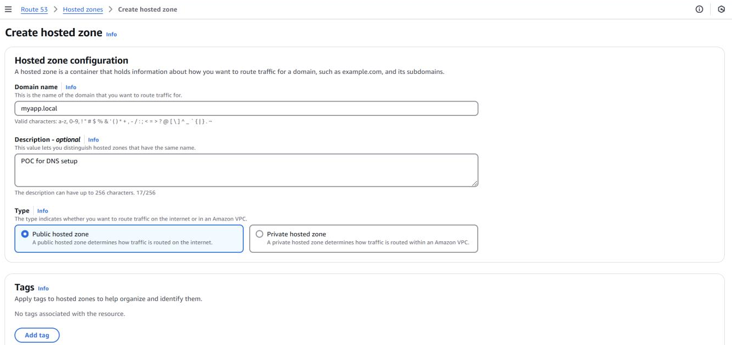 Route 53 > Hosted zones > Create hosted zone
Create hosted zone Info
Hosted zone configuration
A hosted zone is a container that holds information about how you want to route traffic for a domain, such as example.com, and its subdomains.
Domain name Info
This is the name of the domain that you want to route traffic for.
myapp.local
Valid characters: a-z, 0-9, ! " # $ % & ' ( ) * + , - / : ; < = > ? @ [ \ ] ^ _ ` { | } . ~
Description - optional Info
This value lets you distinguish hosted zones that have the same name.
POC for DNS setup
The description can have up to 256 characters. 17/256
Type Info
The type indicates whether you want to route traffic on the internet or in an Amazon VPC.
Public hosted zone
A public hosted zone determines how traffic is routed on the internet.
Private hosted zone
A private hosted zone determines how traffic is routed within an Amazon VPC.
Tags Info
Apply tags to hosted zones to help organize and identify them.
No tags associated with the resource.
Add tag